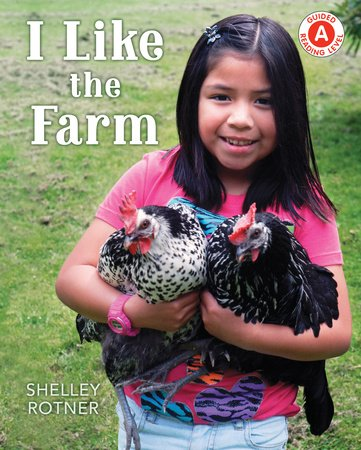 I Like
the
Farm
GUIDED
A
READING LEVEL
SHELLEY
ROTNER